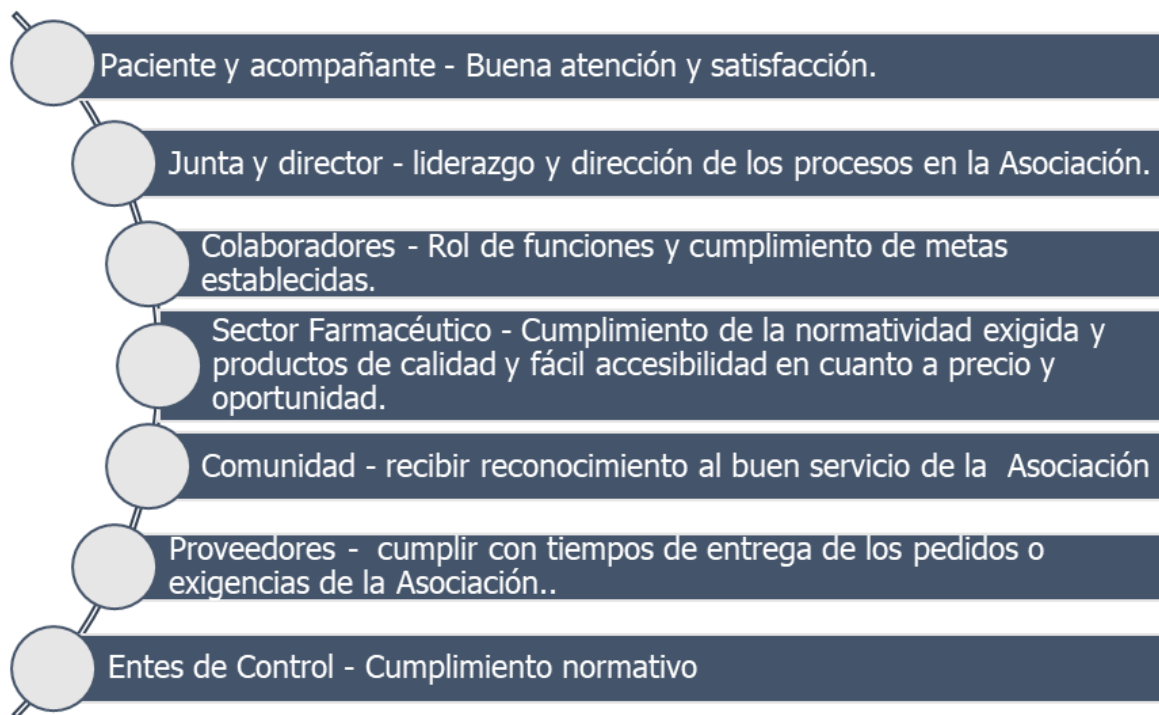 Paciente y acompañante - Buena atención y satisfacción.
Junta y director - liderazgo y dirección de los procesos en la Asociación.
Colaboradores - Rol de funciones y cumplimiento de metas
establecidas.
Sector Farmacéutico - Cumplimiento de la normatividad exigida y
productos de calidad y fácil accesibilidad en cuanto a precio y
oportunidad.
Comunidad - recibir reconocimiento al buen servicio de la  Asociación
Proveedores -  cumplir con tiempos de entrega de los pedidos o
exigencias de la Asociación..
Entes de Control - Cumplimiento normativo